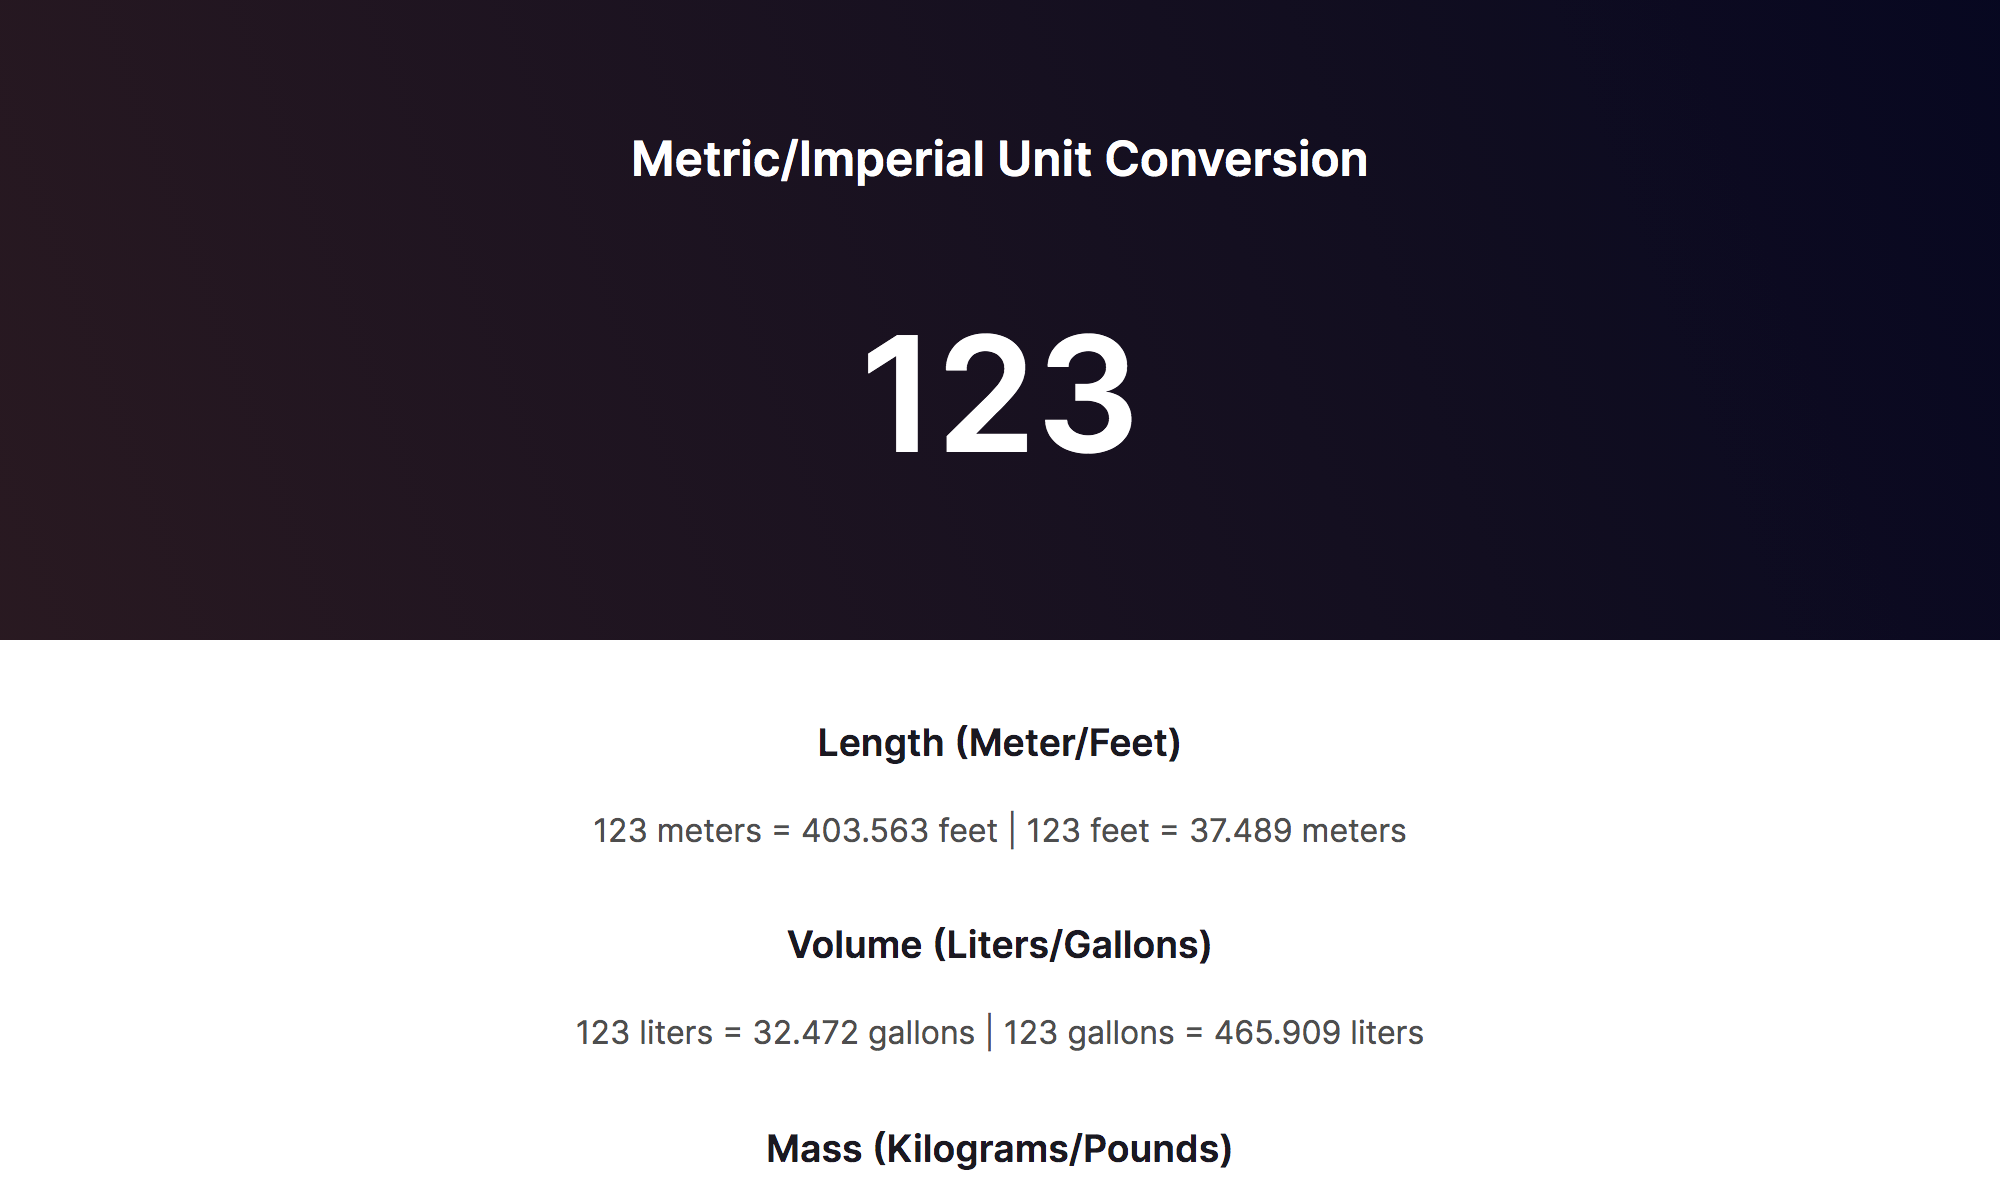 Metric/Imperial Unit Conversion
123
Length (Meter/Feet)
123 meters = 403.563 feet | 123 feet = 37.489 meters
Volume (Liters/Gallons)
123 liters = 32.472 gallons | 123 gallons = 465.909 liters
Mass (Kilograms/Pounds)